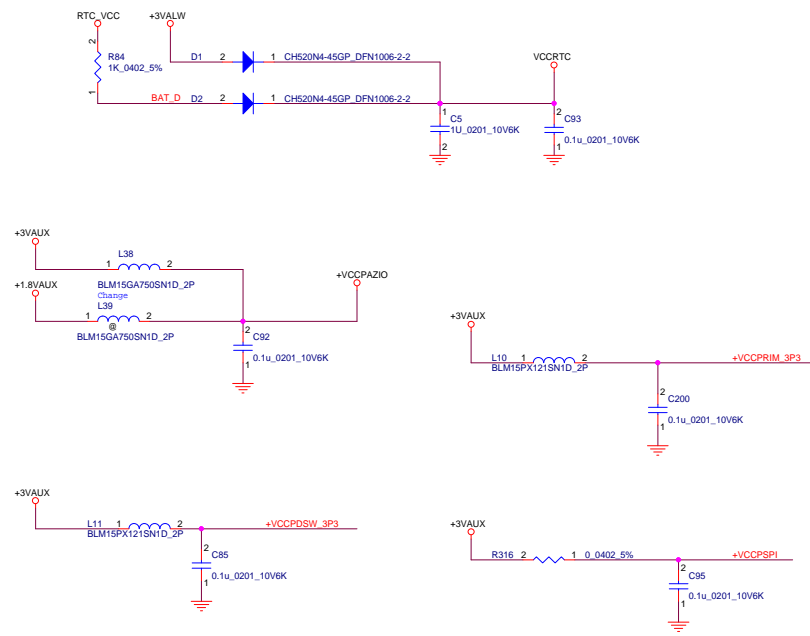 RTC_VCC
+3VALW
2
R84
1K_0402_5%
D1 2 1 CH520N4-45GP_DFN1006-2-2
VCCRTC
1
BAT_D D2 2 1 CH520N4-45GP_DFN1006-2-2
1
C5
1U_0201_10V6K
2
2
C93
0.1u_0201_10V6K
1
+3VAUX
L38
1 2
BLM15GA750SN1D_2P
Change
+1.8VAUX
L39
1 2
@
BLM15GA750SN1D_2P
+VCCPAZIO
2
C92
0.1u_0201_10V6K
1
+3VAUX
L10 1 2
BLM15PX121SN1D_2P
+VCCPRIM_3P3
2
C200
0.1u_0201_10V6K
1
+3VAUX
L11 1 2
BLM15PX121SN1D_2P
+VCCPDSW_3P3
2
C85
0.1u_0201_10V6K
1
+3VAUX
R316 2 1 0_0402_5%
+VCCPSPI
2
C95
0.1u_0201_10V6K
1